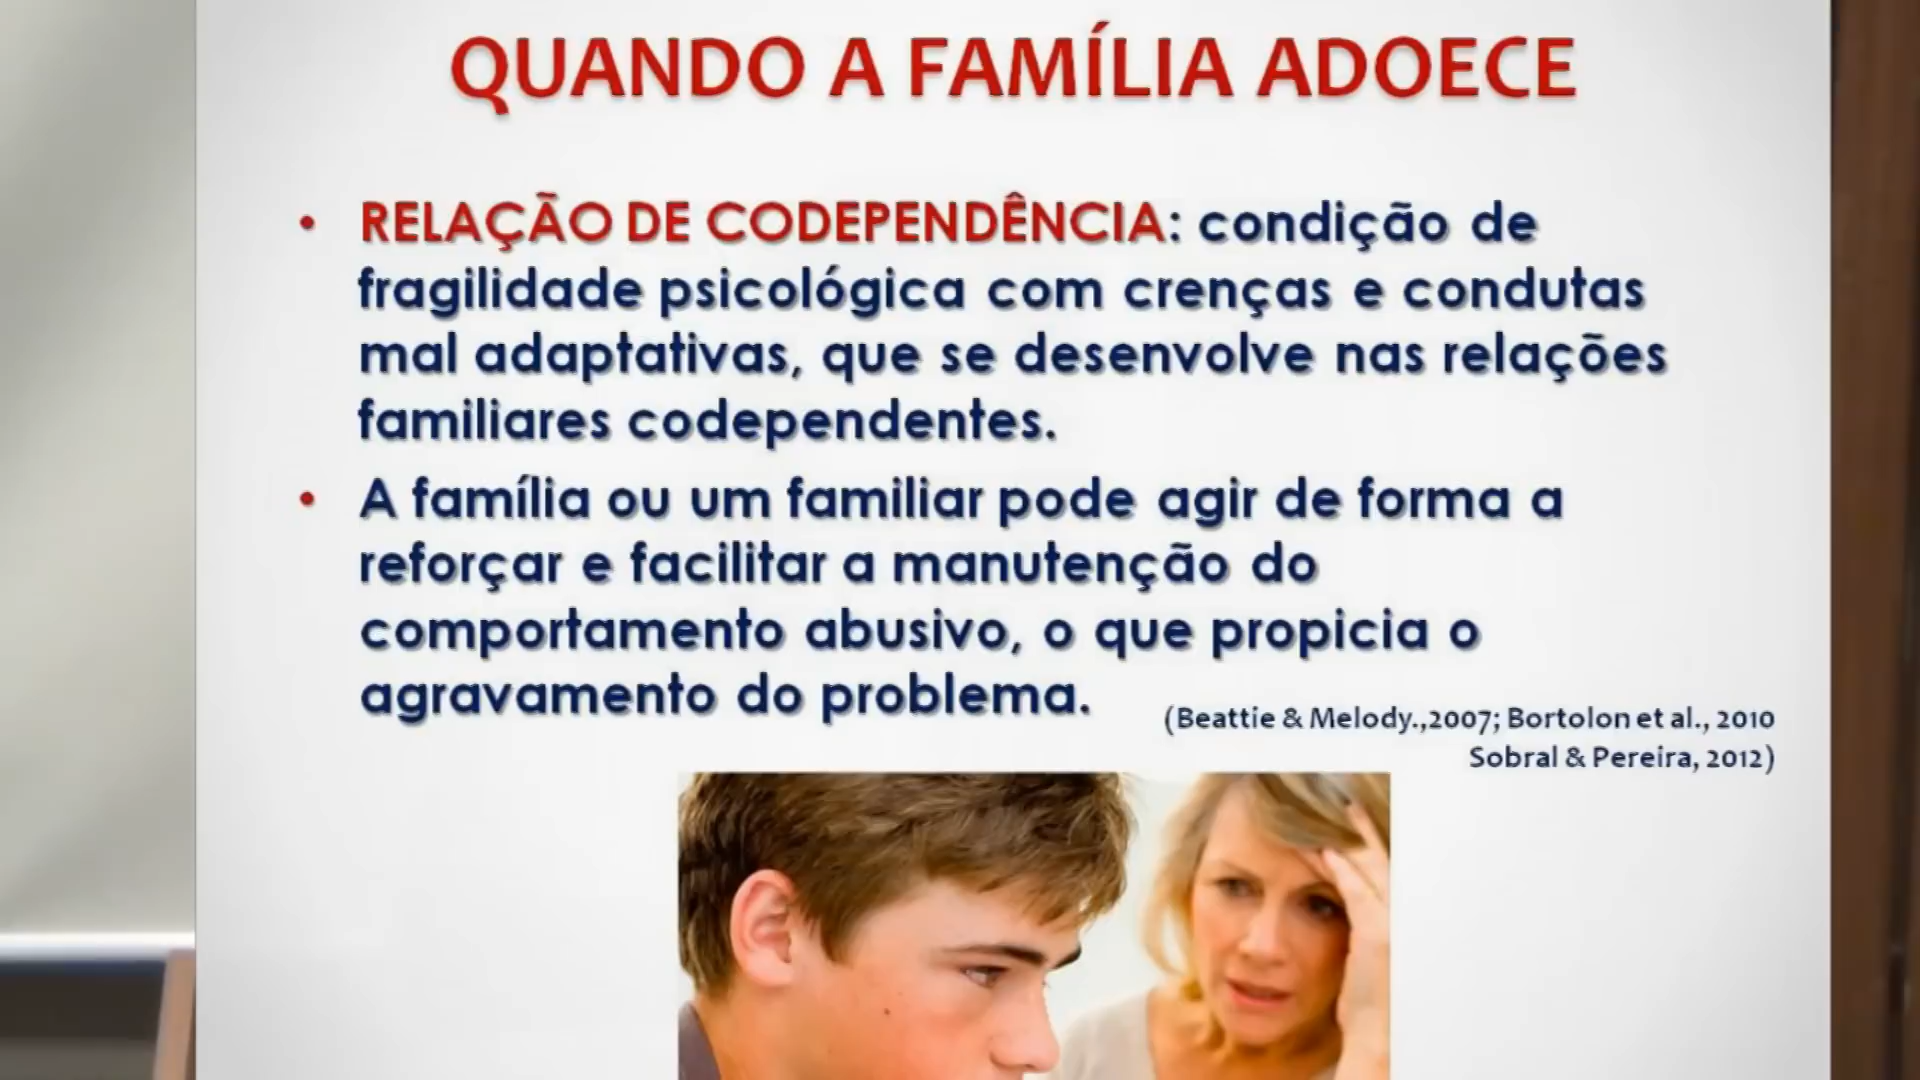 QUANDO A FAMÍLIA ADOECE
• RELAÇÃO DE CODEPENDÊNCIA: condição de
fragilidade psicológica com crenças e condutas
mal adaptativas, que se desenvolve nas relações
familiares codependentes.
• A família ou um familiar pode agir de forma a
reforçar e facilitar a manutenção do
comportamento abusivo, o que propicia o
agravamento do problema.
(Beattie & Melody.,2007; Bortolon et al., 2010
Sobral & Pereira, 2012)